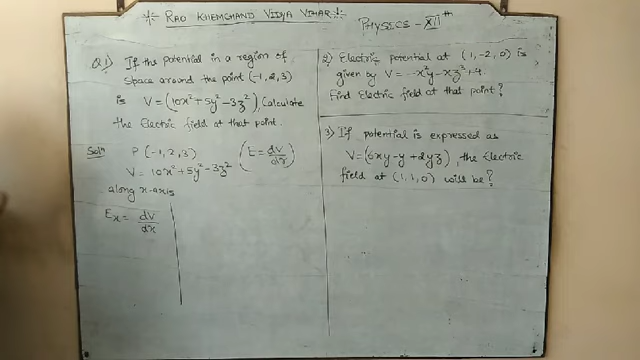 RAO KHEMCHAND VIDYA VIHAR
PHYSICS - XII th
Q.1) If the potential in a region of
space around the point (-1, 2, 3)
is V = (10x² + 5y² - 3z²), Calculate
the Electric field at that point.
Solⁿ P(-1, 2, 3) (E = dV/dr)
V = 10x² + 5y² - 3z²
along x-axis
Ex = dV/dx
2) Electric potential at (1, -2, 0) is
given by V = -x²y - xz³ + 4.
Find Electric field at that point?
3) If potential is expressed as
V = (6xy - y + 2yz), the Electric
field at (1, 1, 0) will be?